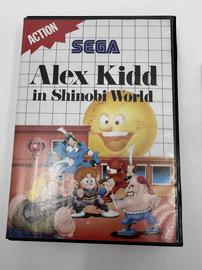 ACTION
SEGA
Alex Kidd
in Shinobi World